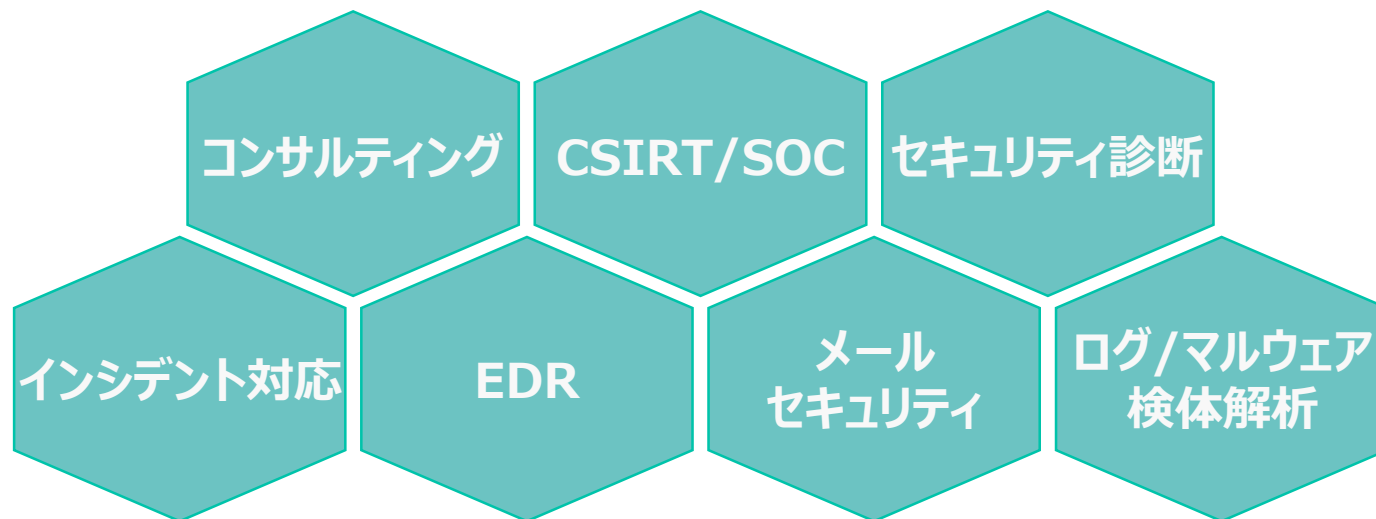 コンサルティング
CSIRT/SOC
セキュリティ診断
インシデント対応
EDR
メール
セキュリティ
ログ/マルウェア
検体解析